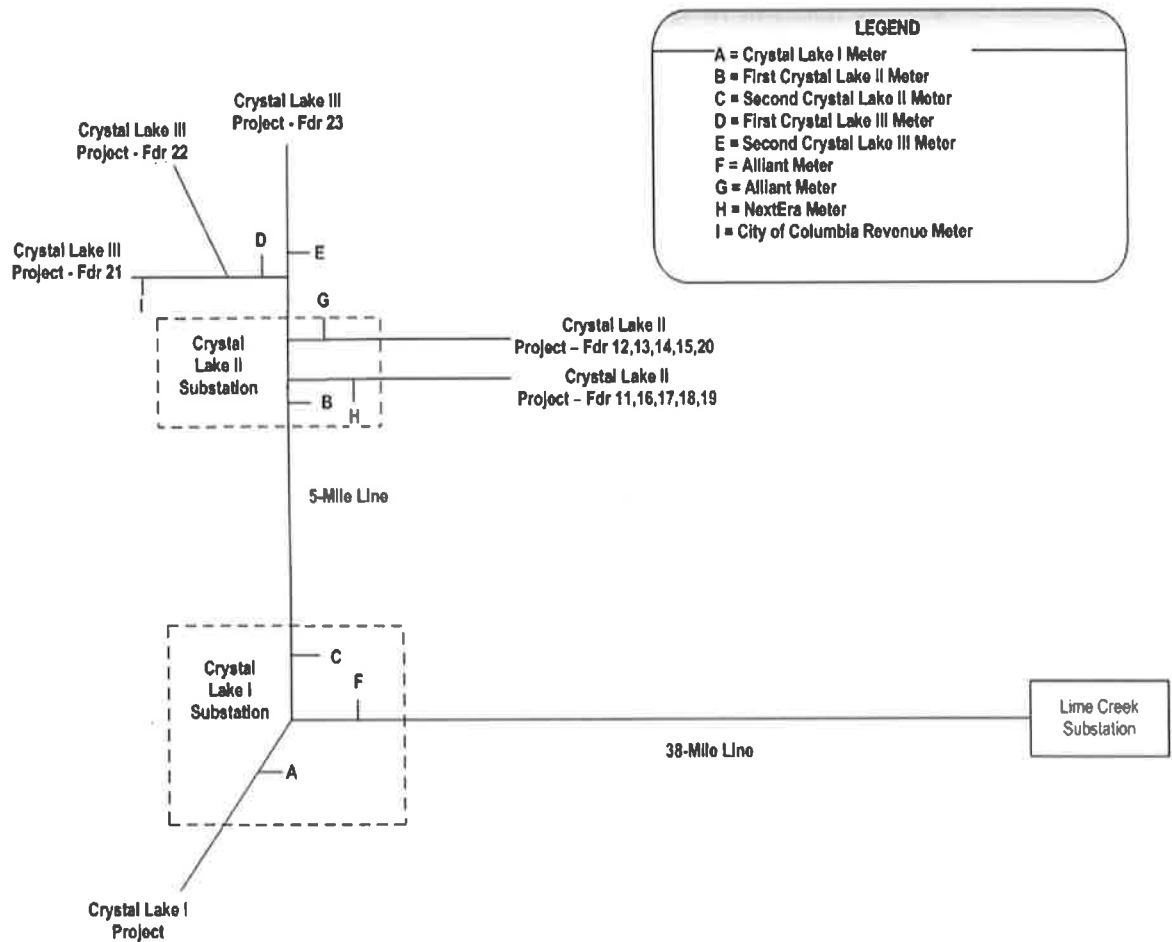 LEGEND
A = Crystal Lake I Meter
B = First Crystal Lake II Meter
C = Second Crystal Lake II Meter
D = First Crystal Lake III Meter
E = Second Crystal Lake III Meter
F = Alliant Meter
G = Alliant Meter
H = NextEra Meter
I = City of Columbia Revenue Meter
Crystal Lake III
Project - Fdr 23
Crystal Lake III
Project - Fdr 22
D
E
Crystal Lake III
Project - Fdr 21
I
G
Crystal
Lake II
Substation
Crystal Lake II
Project – Fdr 12,13,14,15,20
Crystal Lake II
Project – Fdr 11,16,17,18,19
B
H
5-Mile Line
C
Crystal
Lake I
Substation
F
Lime Creek
Substation
38-Mile Line
A
Crystal Lake I
Project